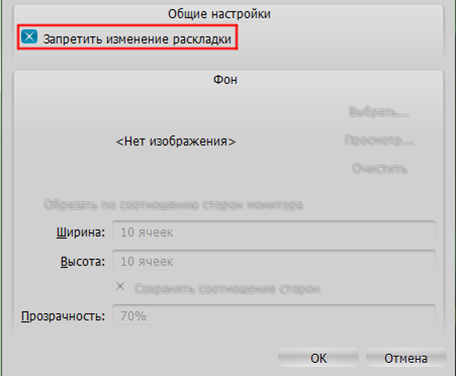 Общие настройки
Запретить изменение раскладки
Фон
Выбрать...
<Нет изображения>
Просмотр...
Очистить
Обрезать по соотношению сторон монитора
Ширина: 10 ячеек
Высота: 10 ячеек
Сохранять соотношение сторон
Прозрачность: 70%
ОК Отмена